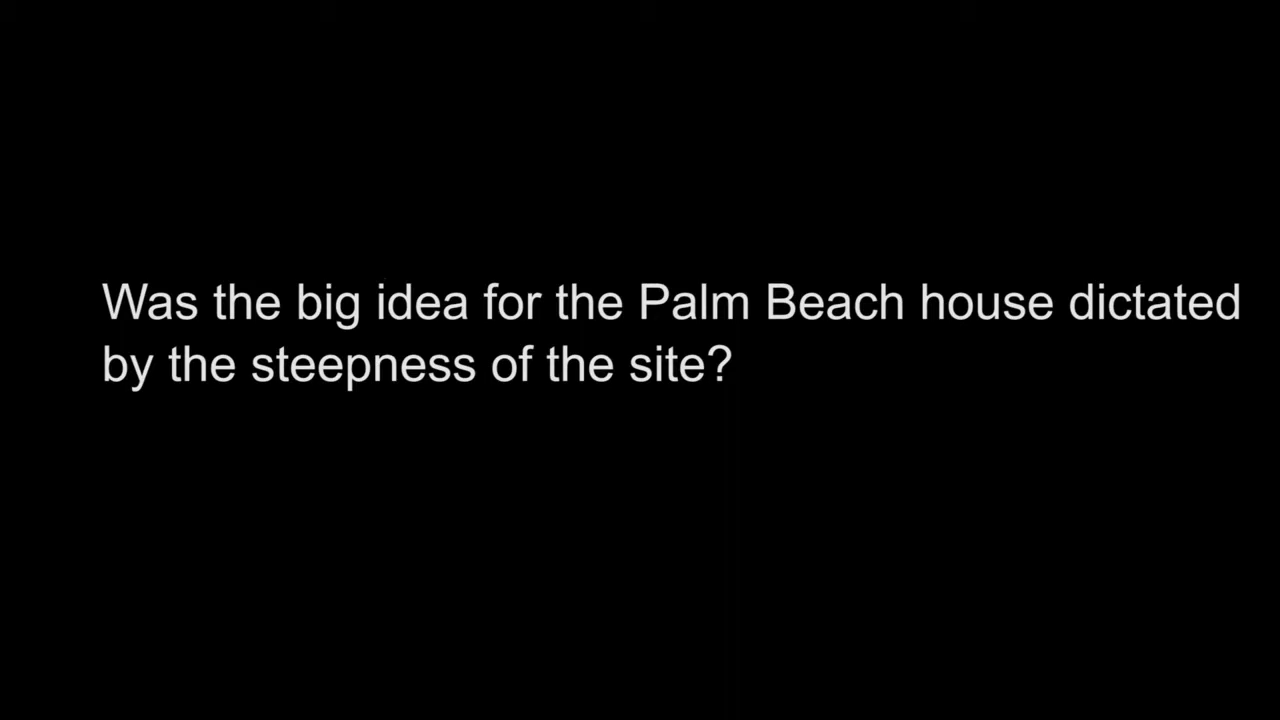 Was the big idea for the Palm Beach house dictated
by the steepness of the site?